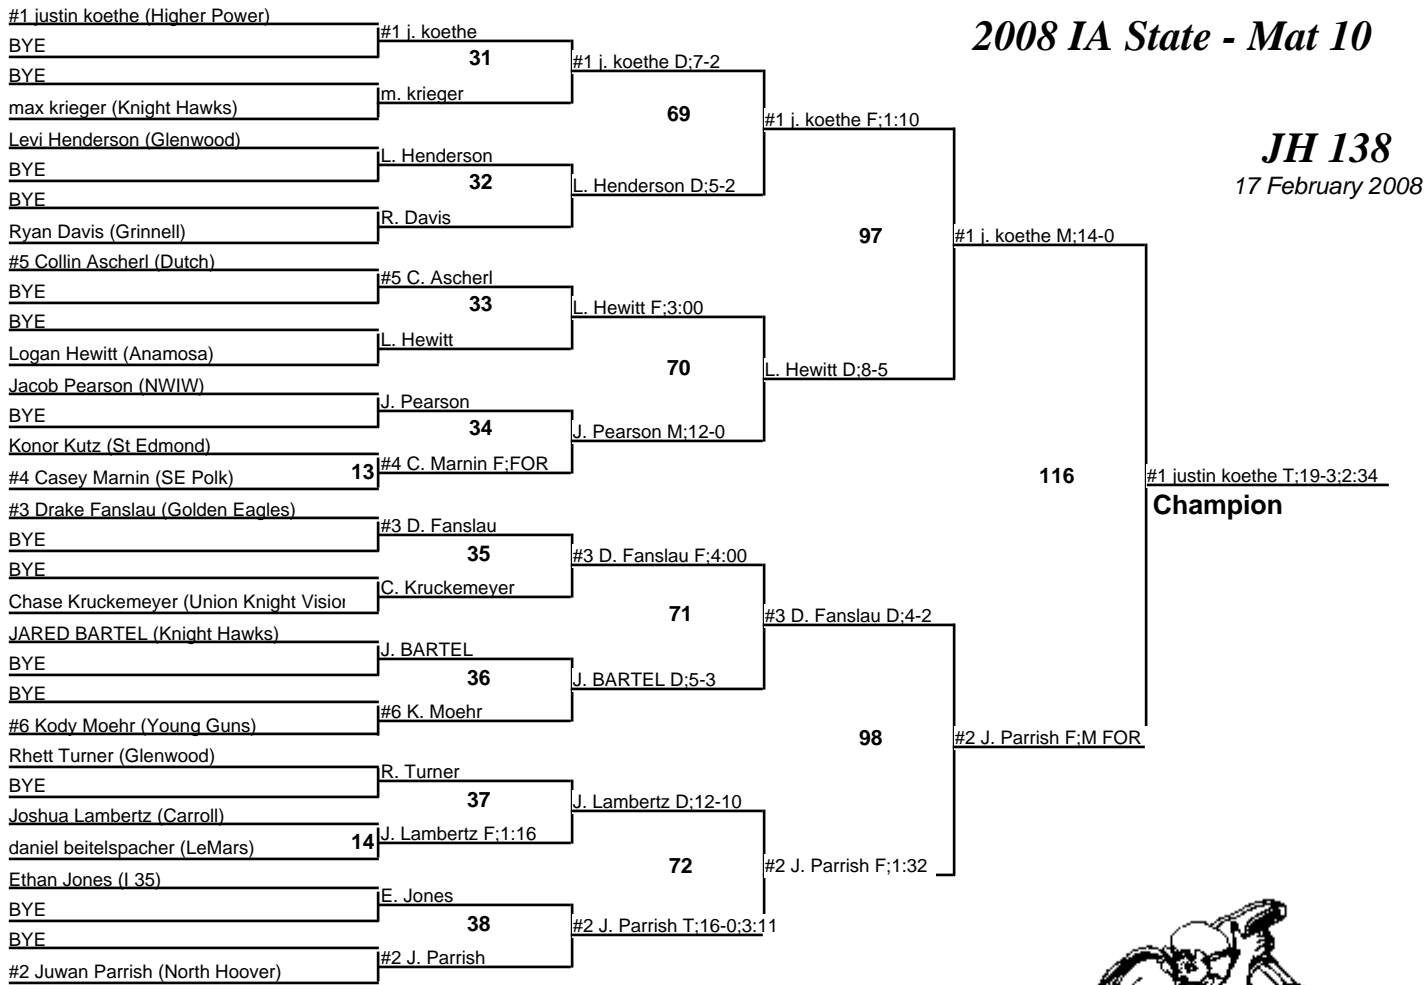 2008 IA State - Mat 10
JH 138
17 February 2008
#1 justin koethe (Higher Power)
BYE
BYE
max krieger (Knight Hawks)
Levi Henderson (Glenwood)
BYE
BYE
Ryan Davis (Grinnell)
#5 Collin Ascherl (Dutch)
BYE
BYE
Logan Hewitt (Anamosa)
Jacob Pearson (NWIW)
BYE
Konor Kutz (St Edmond)
#4 Casey Marnin (SE Polk)
13
#3 Drake Fanslau (Golden Eagles)
BYE
BYE
Chase Kruckemeyer (Union Knight Vision
JARED BARTEL (Knight Hawks)
BYE
BYE
#6 Kody Moehr (Young Guns)
Rhett Turner (Glenwood)
BYE
Joshua Lambertz (Carroll)
daniel beitelspacher (LeMars)
14
Ethan Jones (I 35)
BYE
BYE
#2 Juwan Parrish (North Hoover)
#1 j. koethe
31
m. krieger
L. Henderson
32
R. Davis
#5 C. Ascherl
33
L. Hewitt
J. Pearson
34
#4 C. Marnin F;FOR
#3 D. Fanslau
35
C. Kruckemeyer
J. BARTEL
36
#6 K. Moehr
R. Turner
37
J. Lambertz F;1:16
E. Jones
38
#2 J. Parrish
#1 j. koethe D;7-2
69
L. Henderson D;5-2
L. Hewitt F;3:00
70
J. Pearson M;12-0
#3 D. Fanslau F;4:00
71
J. BARTEL D;5-3
J. Lambertz D;12-10
72
#2 J. Parrish T;16-0;3:11
#1 j. koethe F;1:10
97
L. Hewitt D;8-5
#3 D. Fanslau D;4-2
98
#2 J. Parrish F;1:32
#1 j. koethe M;14-0
116
#2 J. Parrish F;M FOR
#1 justin koethe T;19-3;2:34
Champion